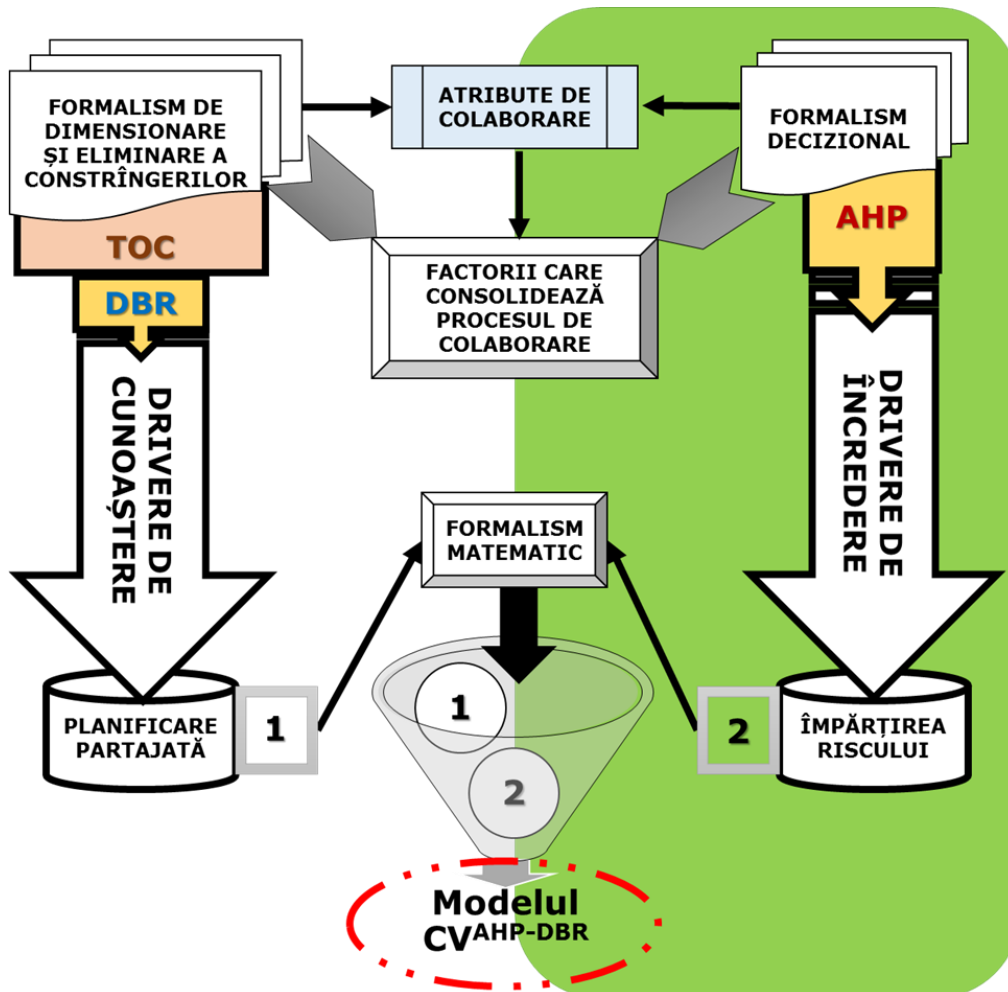 FORMALISM DE
DIMENSIONARE
ȘI ELIMINARE A
CONSTRÎNGERILOR
TOC
DBR
ATRIBUTE DE
COLABORARE
FORMALISM
DECIZIONAL
AHP
FACTORII CARE
CONSOLIDEAZĂ
PROCESUL DE
COLABORARE
DRIVERE DE
CUNOAȘTERE
DRIVERE DE
ÎNCREDERE
FORMALISM
MATEMATIC
PLANIFICARE
PARTAJATĂ
1
1
2
2
ÎMPĂRȚIREA
RISCULUI
Modelul
CV^AHP-DBR